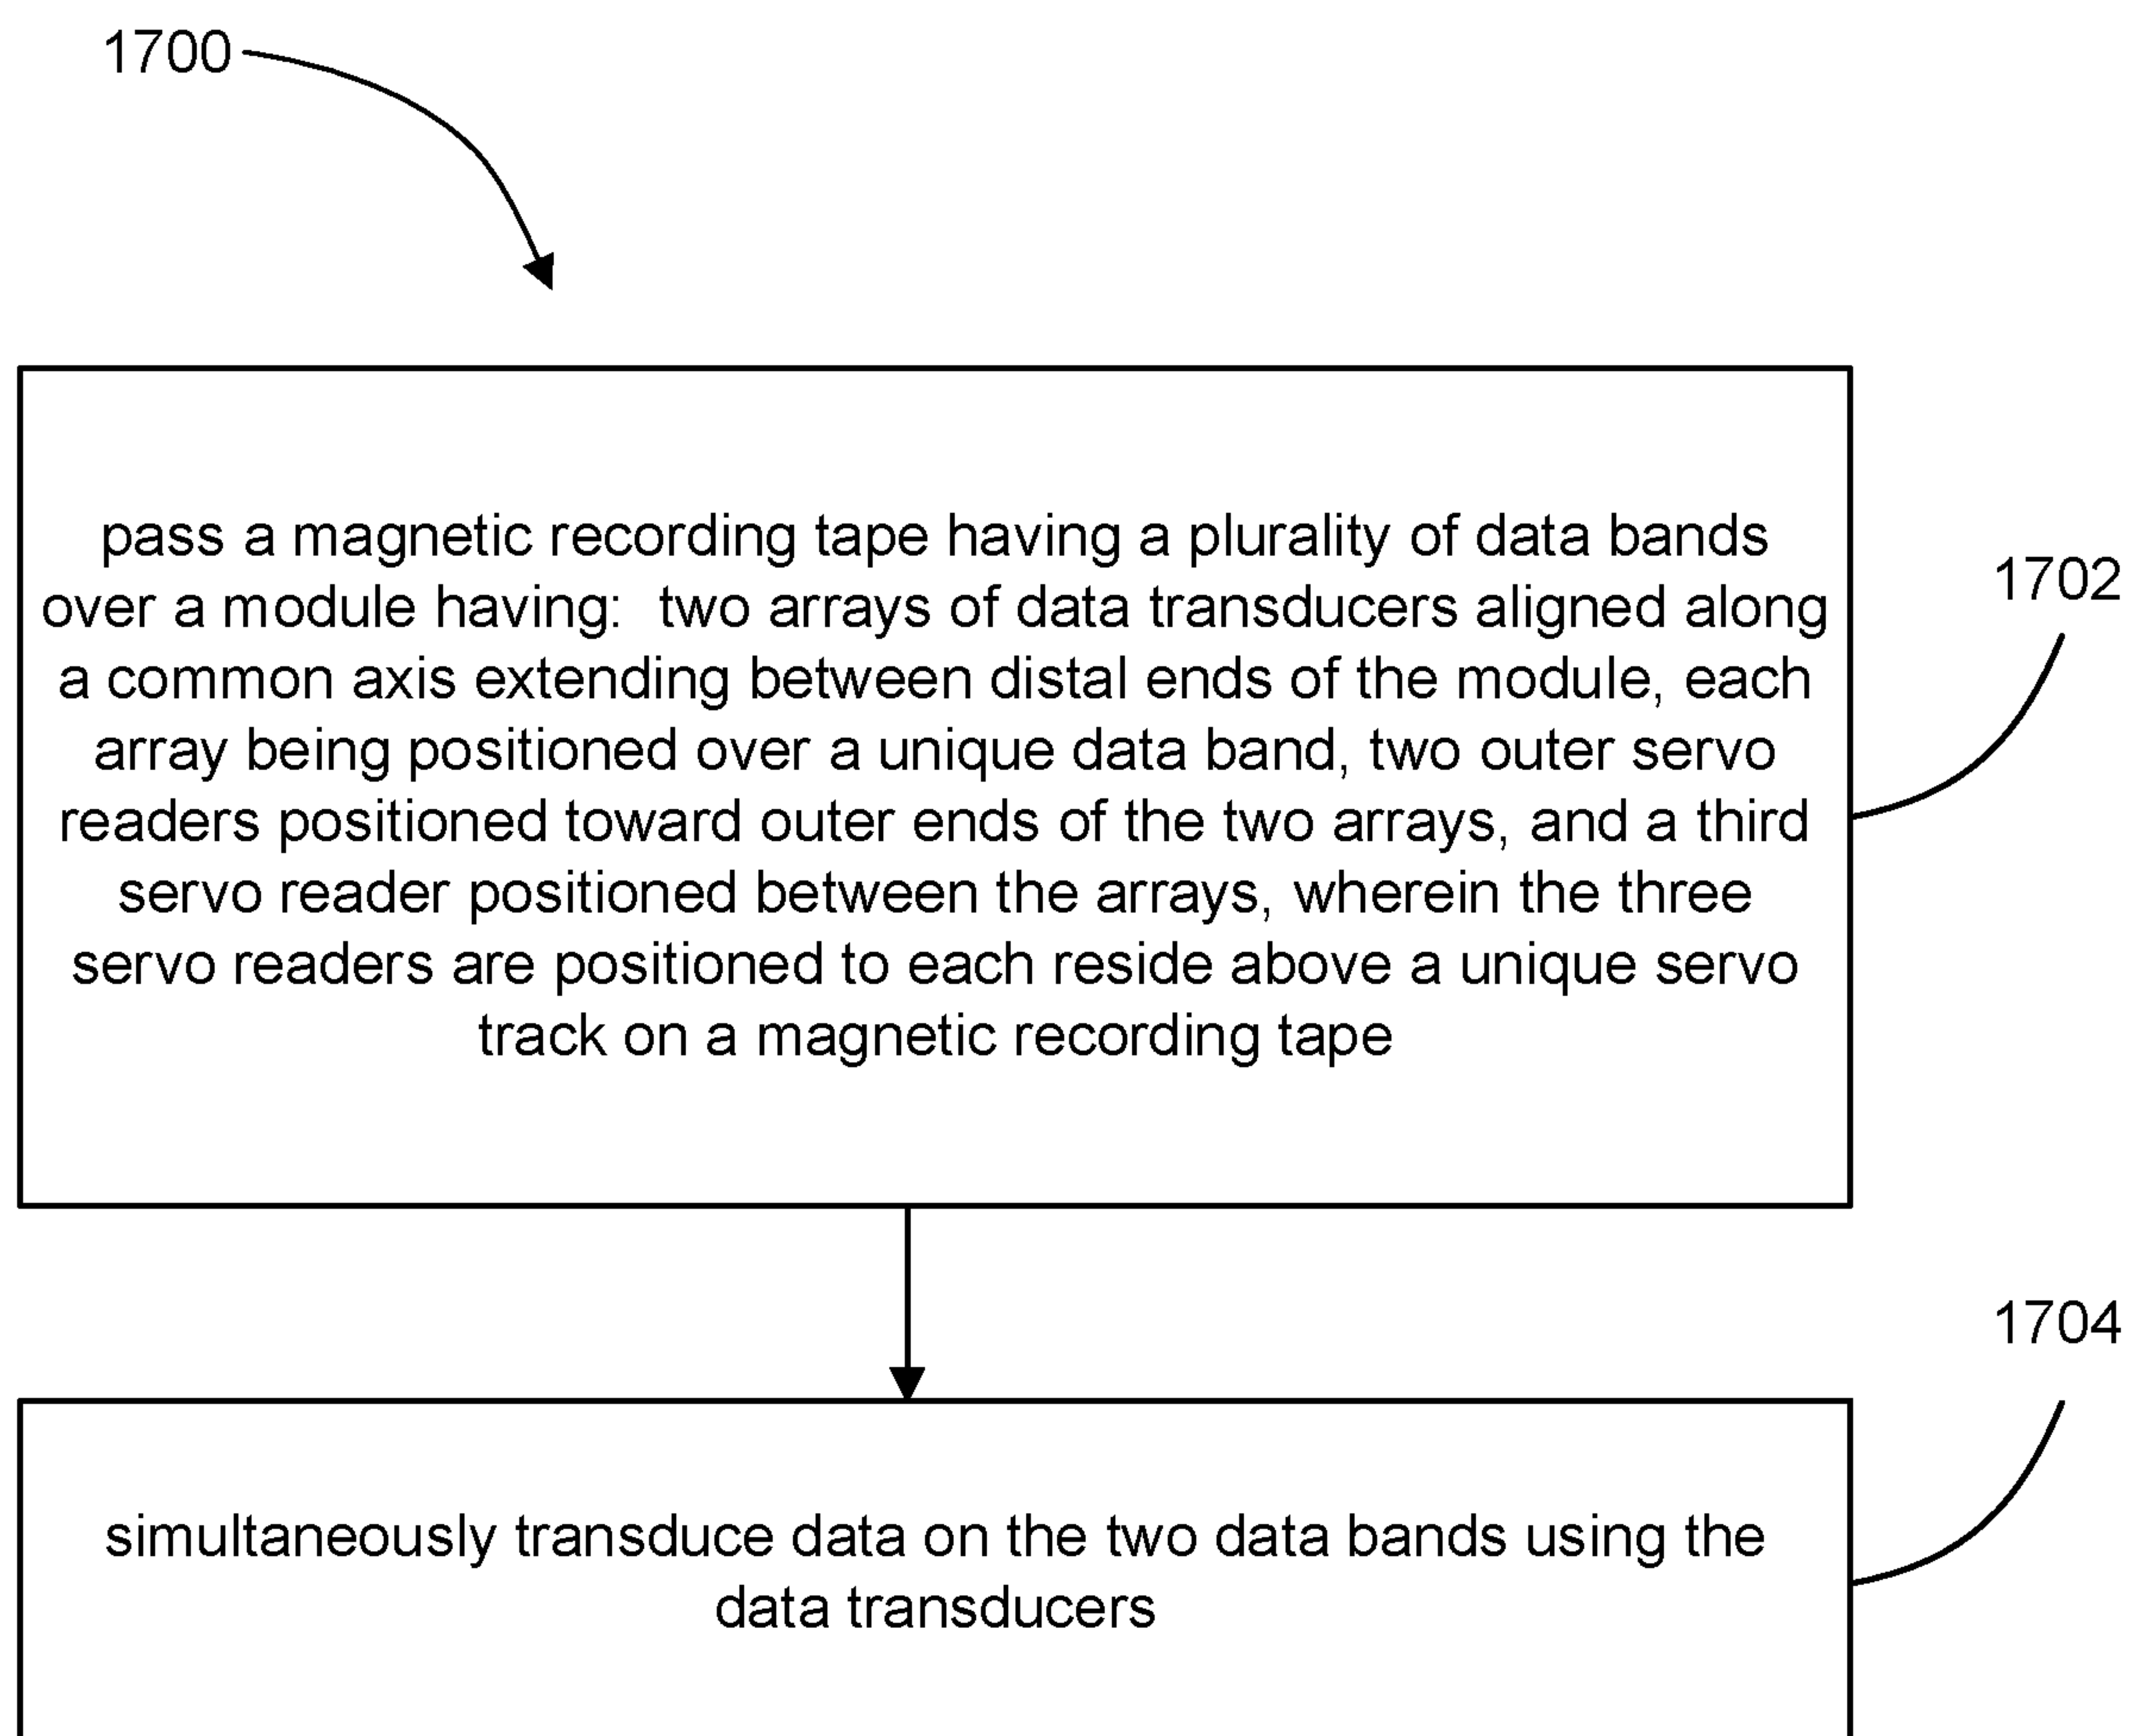 1700
pass a magnetic recording tape having a plurality of data bands
over a module having:  two arrays of data transducers aligned along
a common axis extending between distal ends of the module, each
array being positioned over a unique data band, two outer servo
readers positioned toward outer ends of the two arrays, and a third
servo reader positioned between the arrays, wherein the three
servo readers are positioned to each reside above a unique servo
track on a magnetic recording tape
1702
1704
simultaneously transduce data on the two data bands using the
data transducers